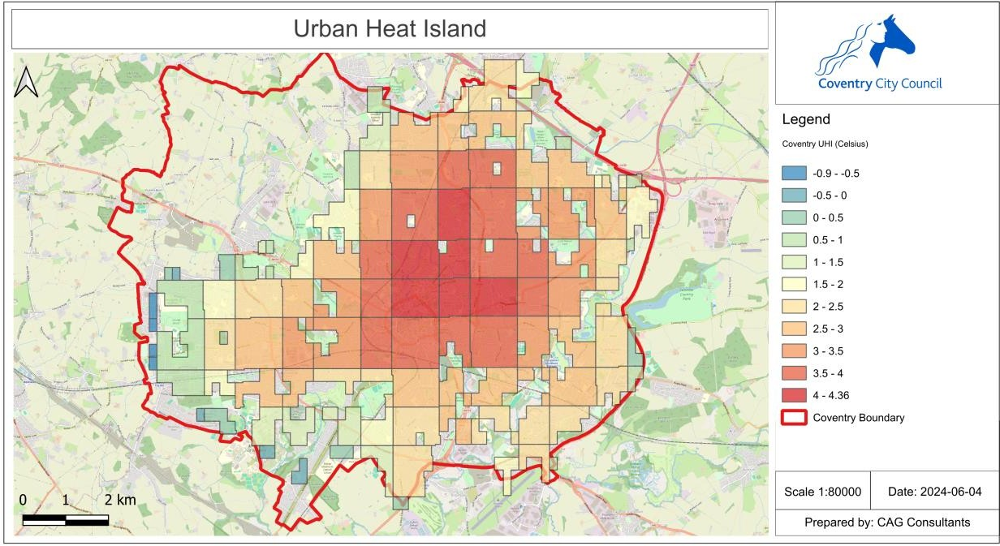 Urban Heat Island
Coventry City Council
Legend
Coventry UHI (Celsius)
-0.9 - -0.5
-0.5 - 0
0 - 0.5
0.5 - 1
1 - 1.5
1.5 - 2
2 - 2.5
2.5 - 3
3 - 3.5
3.5 - 4
4 - 4.36
Coventry Boundary
0 1 2 km
Scale 1:80000
Date: 2024-06-04
Prepared by: CAG Consultants